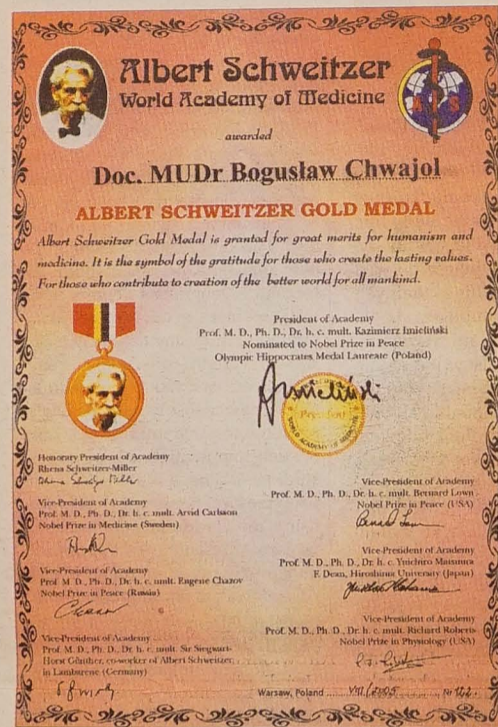 Albert Schweitzer
World Academy of Medicine
awarded
Doc. MUDr Bogusław Chwajol
ALBERT SCHWEITZER GOLD MEDAL
Albert Schweitzer Gold Medal is granted for great merits for humanism and
medicine. It is the symbol of the gratitude for those who create the lasting values.
For those who contribute to creation of the better world for all mankind.
President of Academy
Prof. M. D., Ph. D., Dr. h. c. mult. Kazimierz Imieliński
Nominated to Nobel Prize in Peace
Olympic Hippocrates Medal Laureate (Poland)
President
WORLD ACADEMY OF MEDICINE
Honorary President of Academy
Rhena Schweitzer-Miller
Vice-President of Academy
Prof. M. D., Ph. D., Dr. h. c. mult. Arvid Carlsson
Nobel Prize in Medicine (Sweden)
Vice-President of Academy
Prof. M. D., Ph. D., Dr. h. c. mult. Eugene Chazov
Nobel Prize in Peace (Russia)
Vice-President of Academy
Prof. M. D., Ph. D., Dr. h. c. mult. Sir Siegwart-
Horst Günther, co-worker of Albert Schweitzer,
in Lambarene (Germany)
Vice-President of Academy
Prof. M. D., Ph. D., Dr. h. c. mult. Bernard Lown
Nobel Prize in Peace (USA)
Vice-President of Academy
Prof. M. D., Ph. D., Dr. h. c. Yuichiro
F. Dean, Hiroshima University (Japan)
Vice-President of Academy
Prof. M. D., Ph. D., Dr. h. c. mult. Richard Roberts
Nobel Prize in Physiology (USA)
Warsaw, Poland VII/2005 Nr 122